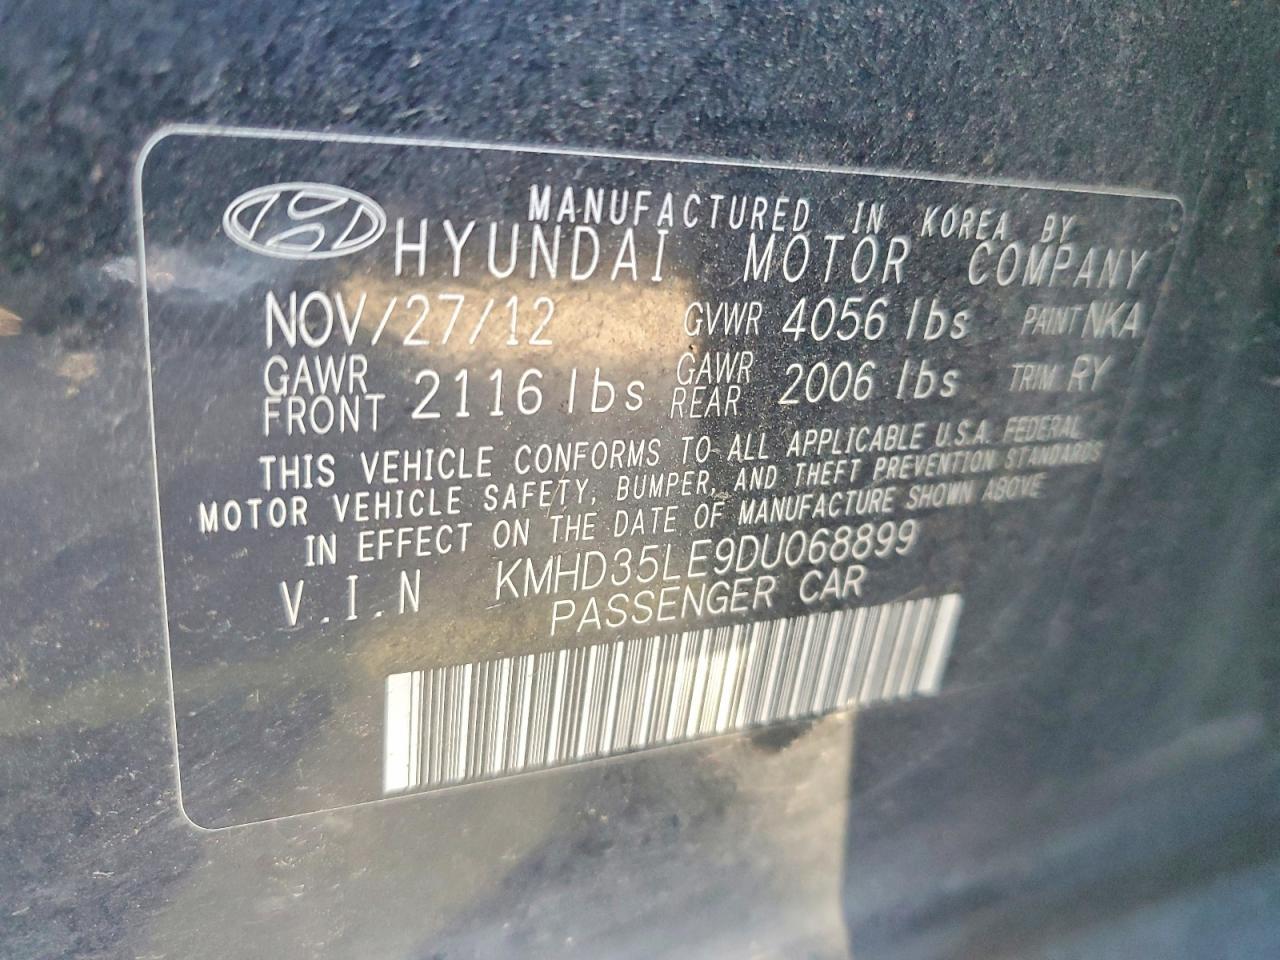 MANUFACTURED IN KOREA BY
HYUNDAI MOTOR COMPANY
NOV/27/12 GVWR 4056 lbs PAINT NKA
GAWR FRONT 2116 lbs GAWR REAR 2006 lbs TRIM RY
THIS VEHICLE CONFORMS TO ALL APPLICABLE U.S.A. FEDERAL
MOTOR VEHICLE SAFETY, BUMPER, AND THEFT PREVENTION STANDARDS
IN EFFECT ON THE DATE OF MANUFACTURE SHOWN ABOVE
V.I.N KMHD35LE9DU068899
PASSENGER CAR